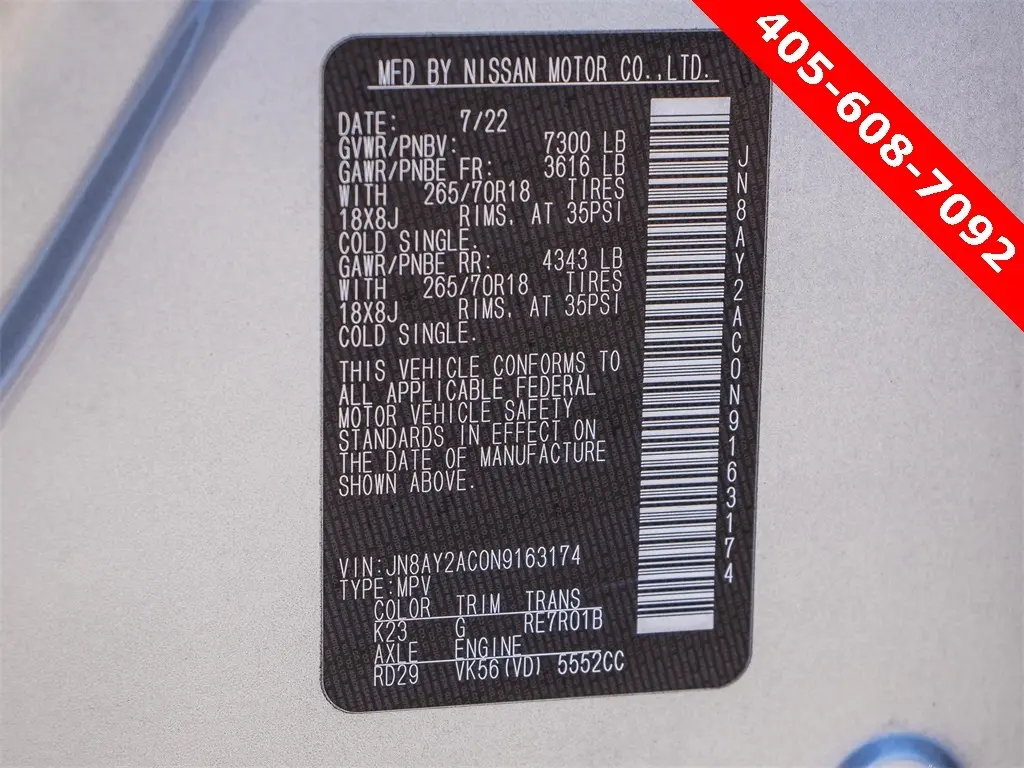 405-608-7092
MFD BY NISSAN MOTOR CO.,LTD.
DATE: 7/22
GVWR/PNBV: 7300 LB
GAWR/PNBE FR: 3616 LB
WITH 265/70R18 TIRES
18X8J RIMS, AT 35PSI
COLD SINGLE.
GAWR/PNBE RR: 4343 LB
WITH 265/70R18 TIRES
18X8J RIMS, AT 35PSI
COLD SINGLE.
THIS VEHICLE CONFORMS TO
ALL APPLICABLE FEDERAL
MOTOR VEHICLE SAFETY
STANDARDS IN EFFECT ON
THE DATE OF MANUFACTURE
SHOWN ABOVE.
VIN:JN8AY2AC0N9163174
TYPE:MPV
COLOR TRIM TRANS
K23 G RE7R01B
AXLE ENGINE
RD29 VK56(VD) 5552CC
JN8AY2AC0N9163174